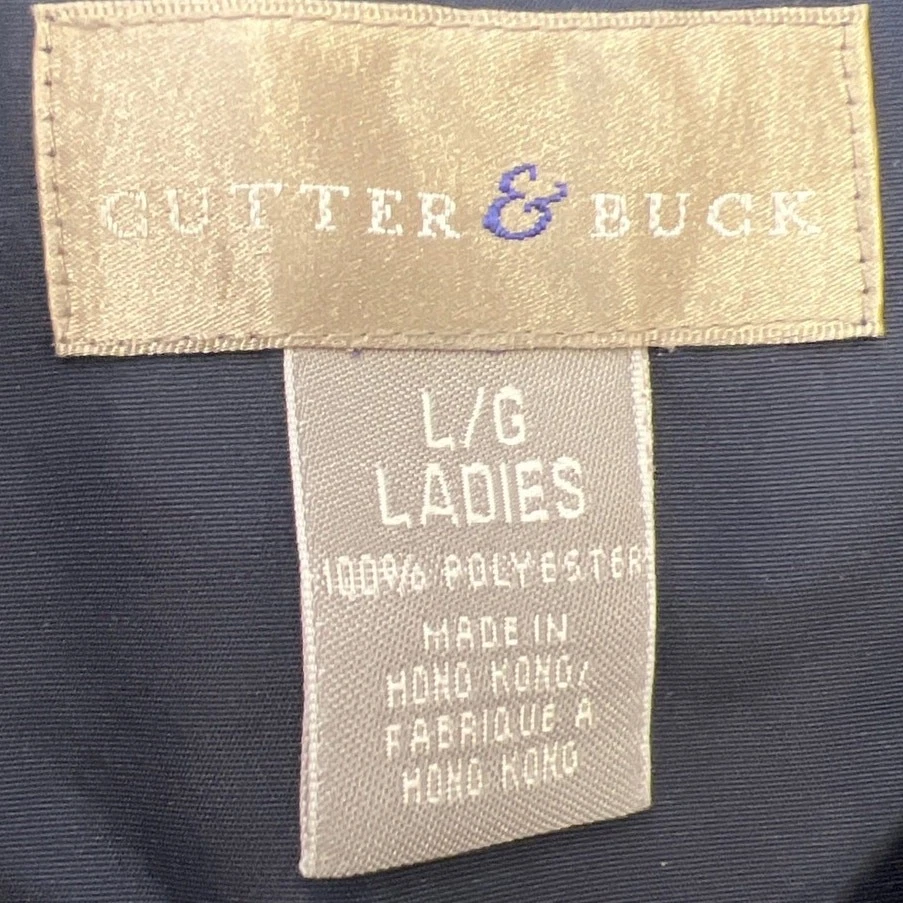 CUTTER & BUCK
L/G
LADIES
100% POLYESTER
MADE IN
HONG KONG/
FABRIQUE A
HONG KONG